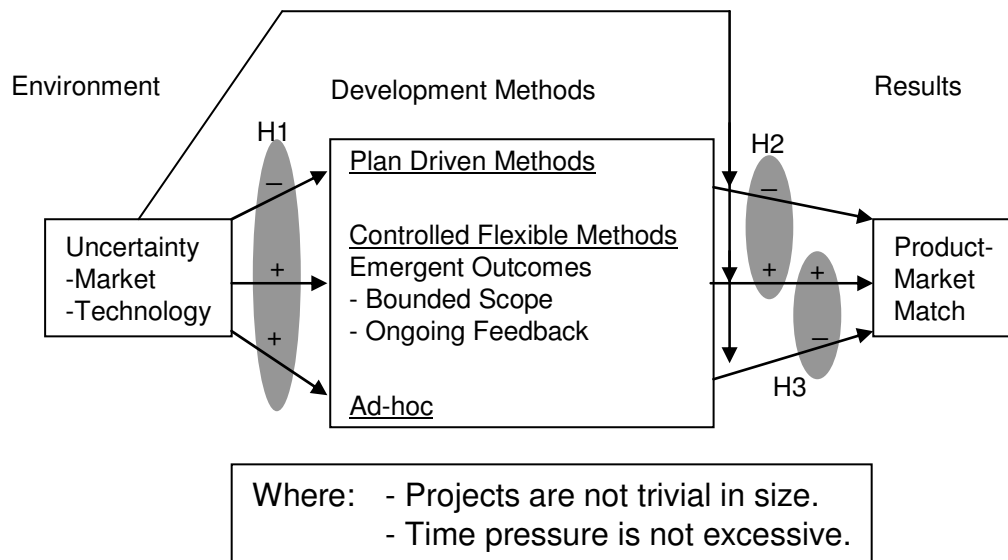 Environment
Development Methods
Results
H1
H2
Plan Driven Methods
–
–
Controlled Flexible Methods
Emergent Outcomes
- Bounded Scope
- Ongoing Feedback
Uncertainty
-Market
-Technology
+
+
+
+
Product-
Market
Match
–
H3
Ad-hoc
Where: - Projects are not trivial in size.
- Time pressure is not excessive.